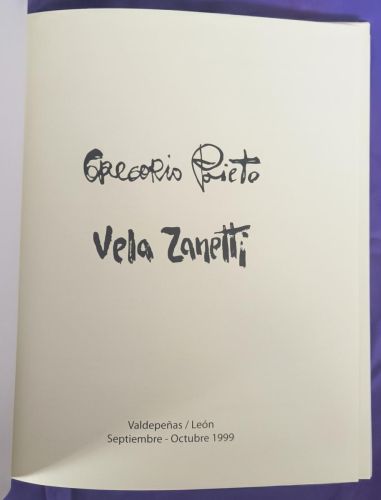 Gregorio Prieto
Vela Zanetti
Valdepeñas / León
Septiembre - Octubre 1999